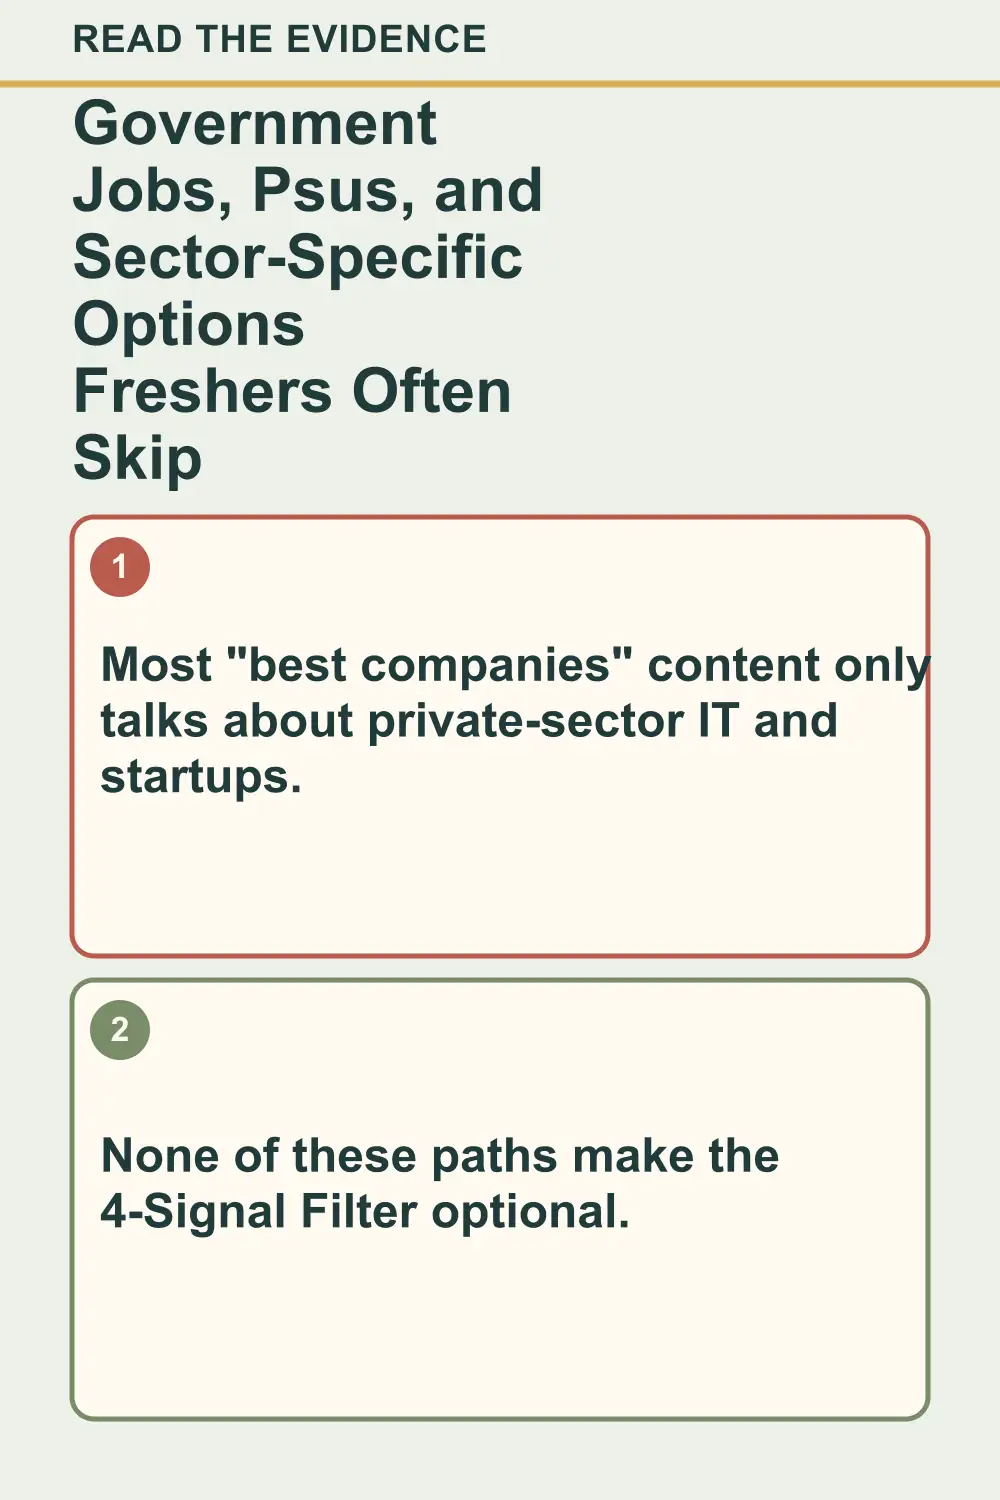 READ THE EVIDENCE
Government
Jobs, Psus, and
Sector-Specific
Options
Freshers Often
Skip
1
Most "best companies" content only
talks about private-sector IT and
startups.
2
None of these paths make the
4-Signal Filter optional.